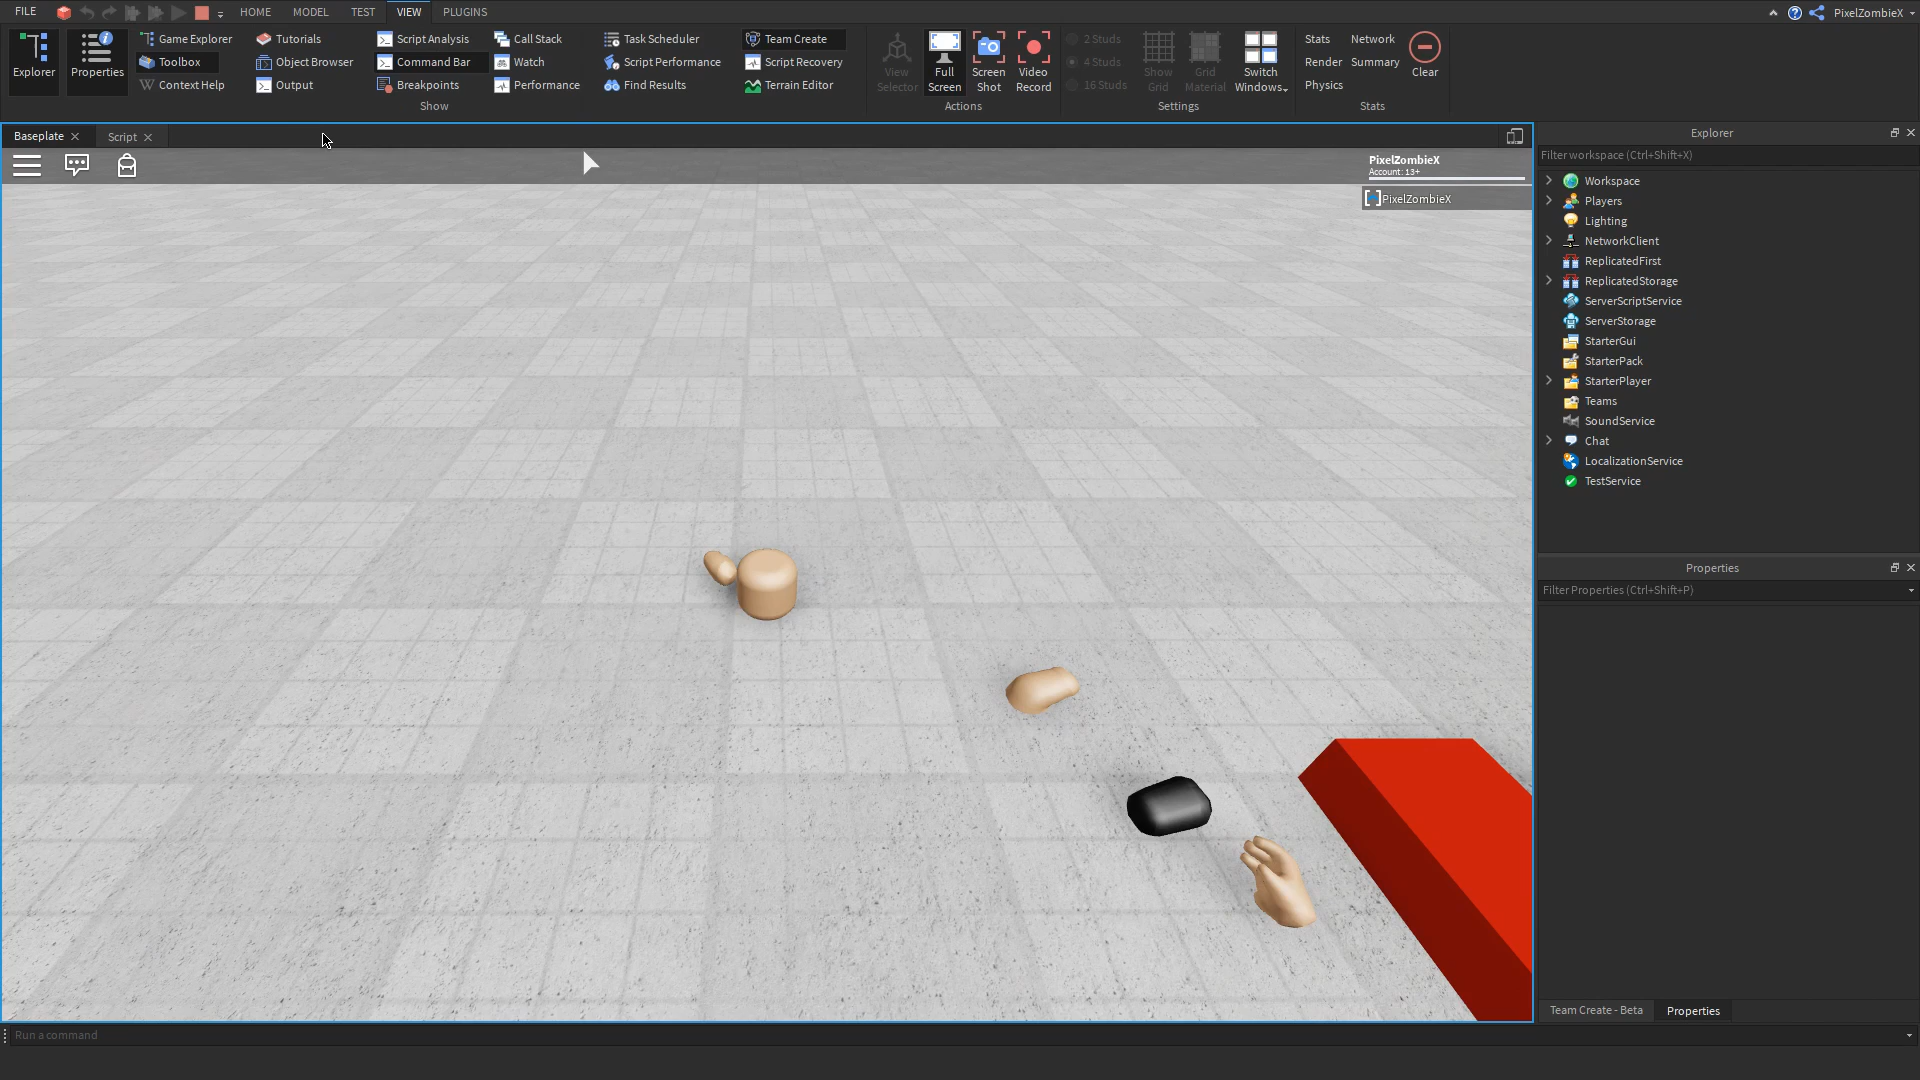 FILE
HOME
MODEL
TEST
VIEW
PLUGINS
PixelZombieX
Explorer
Properties
Game Explorer
Toolbox
Context Help
Tutorials
Object Browser
Output
Script Analysis
Command Bar
Breakpoints
Call Stack
Watch
Performance
Task Scheduler
Script Performance
Find Results
Team Create
Script Recovery
Terrain Editor
Show
View
Selector
Full
Screen
Screen
Shot
Video
Record
Actions
2 Studs
4 Studs
16 Studs
Show
Grid
Grid
Material
Switch
Windows
Settings
Stats
Render
Physics
Network
Summary
Clear
Stats
Baseplate
Script
PixelZombieX
Account: 13+
PixelZombieX
Explorer
Filter workspace (Ctrl+Shift+X)
Workspace
Players
Lighting
NetworkClient
ReplicatedFirst
ReplicatedStorage
ServerScriptService
ServerStorage
StarterGui
StarterPack
StarterPlayer
Teams
SoundService
Chat
LocalizationService
TestService
Properties
Filter Properties (Ctrl+Shift+P)
Team Create - Beta
Properties
Run a command